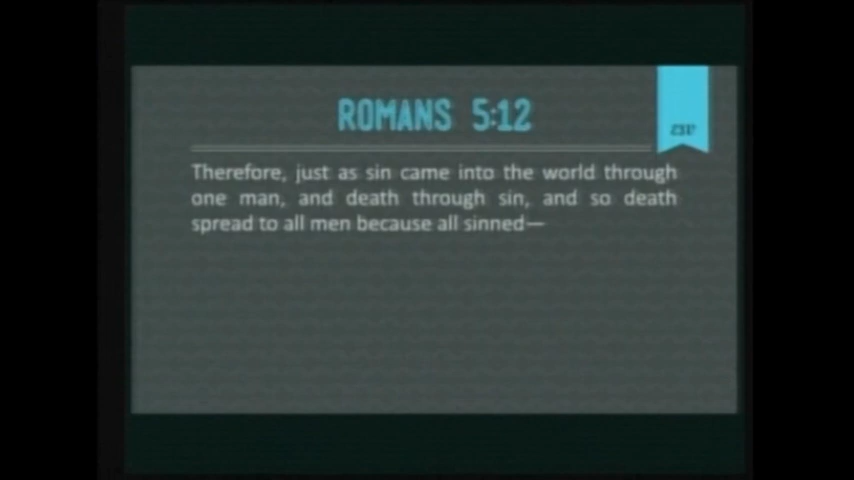 ROMANS 5:12
Therefore, just as sin came into the world through
one man, and death through sin, and so death
spread to all men because all sinned—